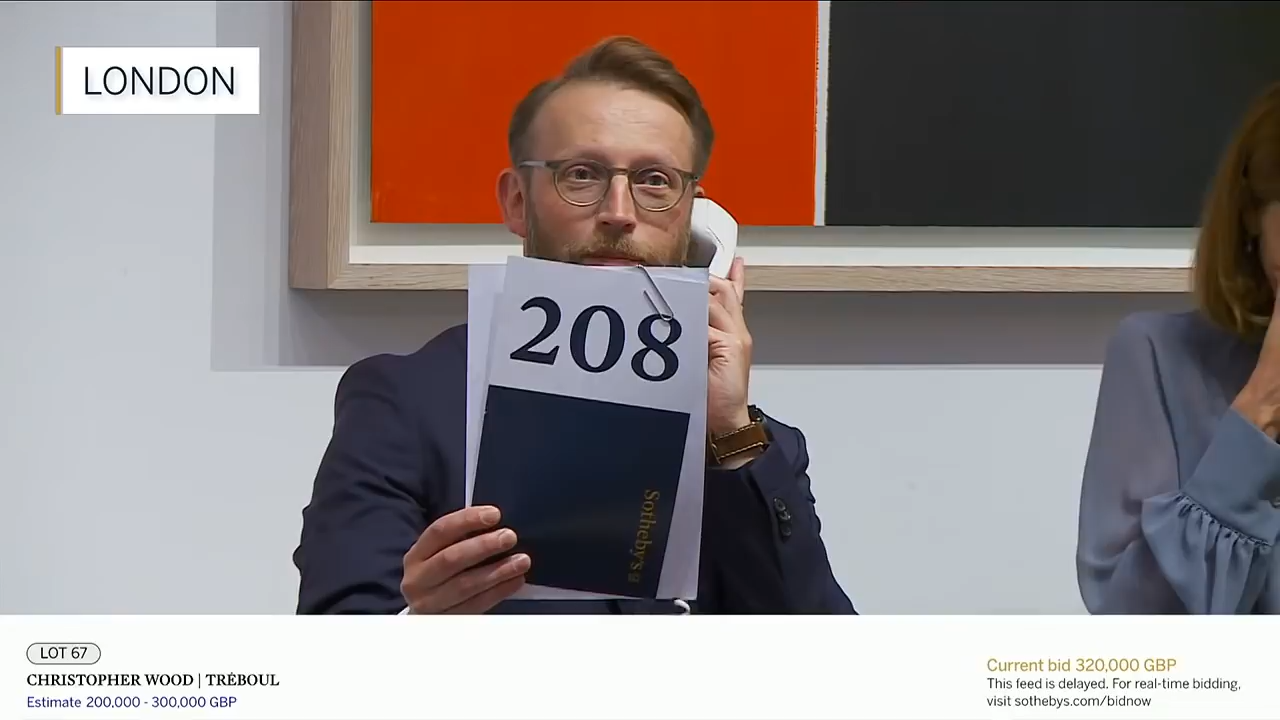 LONDON
208
Sotheby's
LOT 67
CHRISTOPHER WOOD | TRÉBOUL
Estimate 200,000 - 300,000 GBP
Current bid 320,000 GBP
This feed is delayed. For real-time bidding,
visit sothebys.com/bidnow